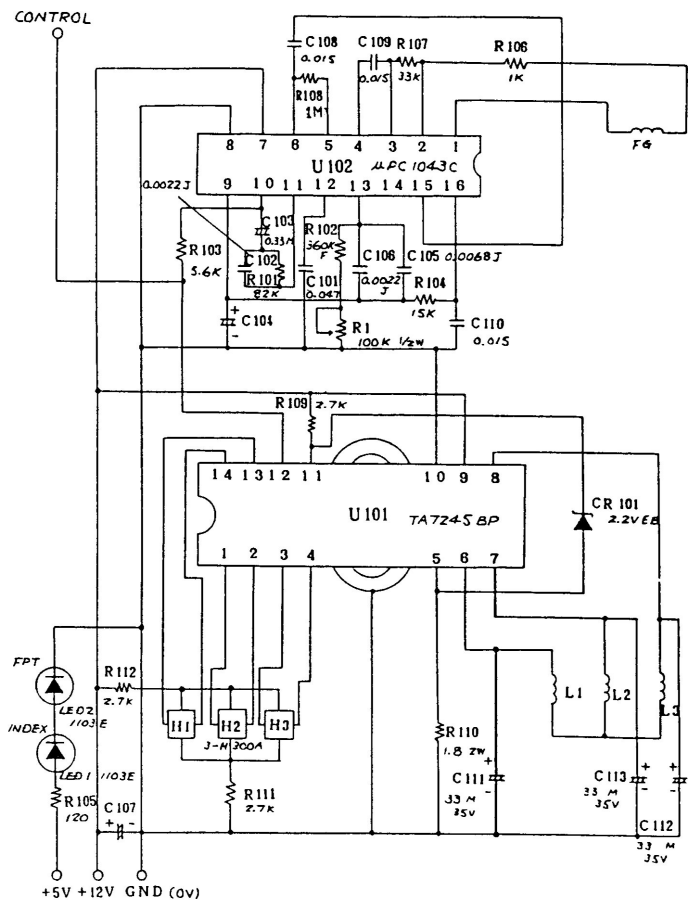 CONTROL
C108
0.015
C109
0.015
R107
33K
R106
1K
R108
1M
FG
8 7 6 5 4 3 2 1
U102 μPC1043C
9 10 11 12 13 14 15 16
0.0022J
C103
0.33M
C102
R101
82K
R103
5.6K
R102
360K
F
C101
0.047
C106
0.0022
J
C105 0.0068J
R104
15K
C104
R1
100K 1/2W
C110
0.015
R109
2.7K
14 13 12 11 10 9 8
U101 TA7245BP
1 2 3 4 5 6 7
CR101
2.2VEB
FPT
LED2
1103E
INDEX
LED1 1103E
R105
120
R112
2.7K
H1 H2 H3
J-H300A
R111
2.7K
R110
1.8 2W
L1 L2 L3
C111
33M
35V
C113
33M
35V
C112
33M
35V
C107
+ -
+5V +12V GND (0V)